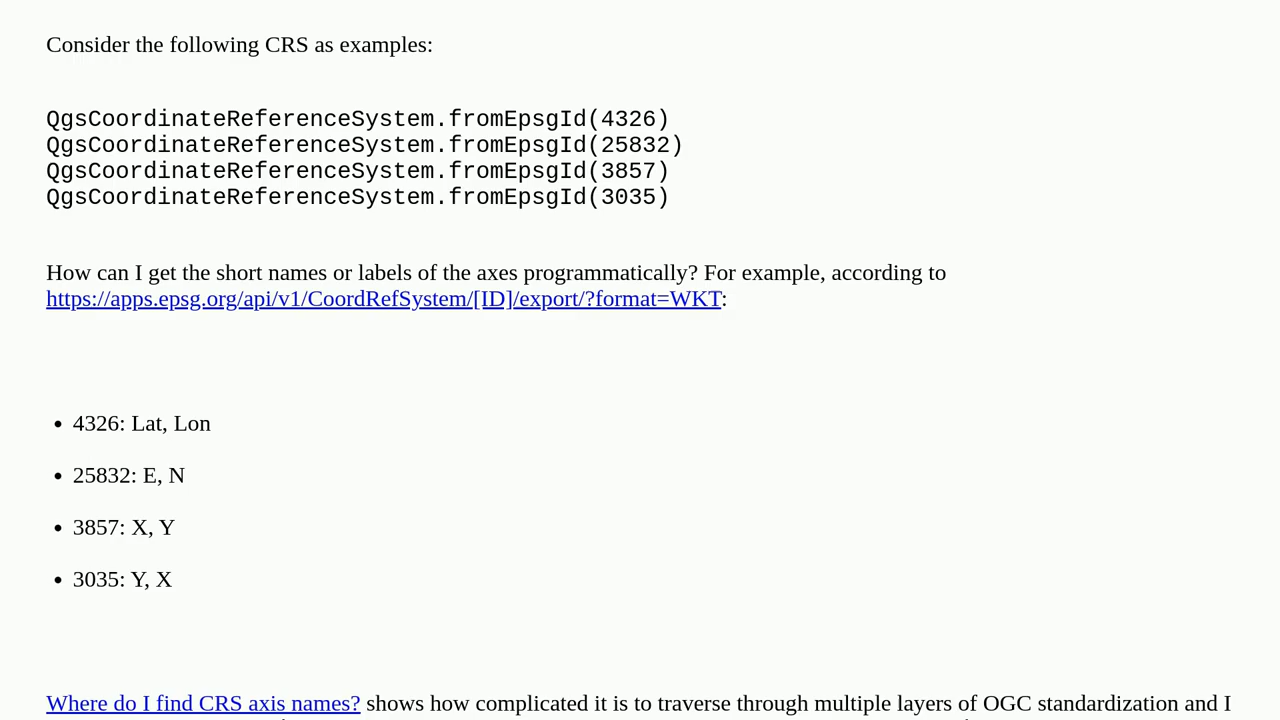 Consider the following CRS as examples:
QgsCoordinateReferenceSystem.fromEpsgId(4326)
QgsCoordinateReferenceSystem.fromEpsgId(25832)
QgsCoordinateReferenceSystem.fromEpsgId(3857)
QgsCoordinateReferenceSystem.fromEpsgId(3035)
How can I get the short names or labels of the axes programmatically? For example, according to
https://apps.epsg.org/api/v1/CoordRefSystem/[ID]/export/?format=WKT:
• 4326: Lat, Lon
• 25832: E, N
• 3857: X, Y
• 3035: Y, X
Where do I find CRS axis names? shows how complicated it is to traverse through multiple layers of OGC standardization and I